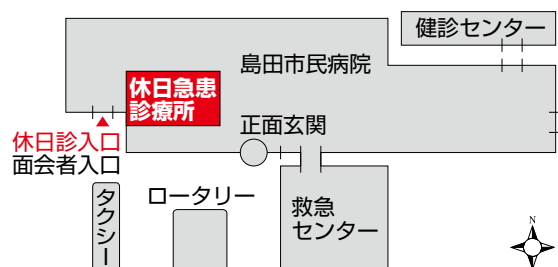 健診センター
島田市民病院
休日急患
診療所
正面玄関
休日診入口
面会者入口
タクシー
ロータリー
救急
センター
N